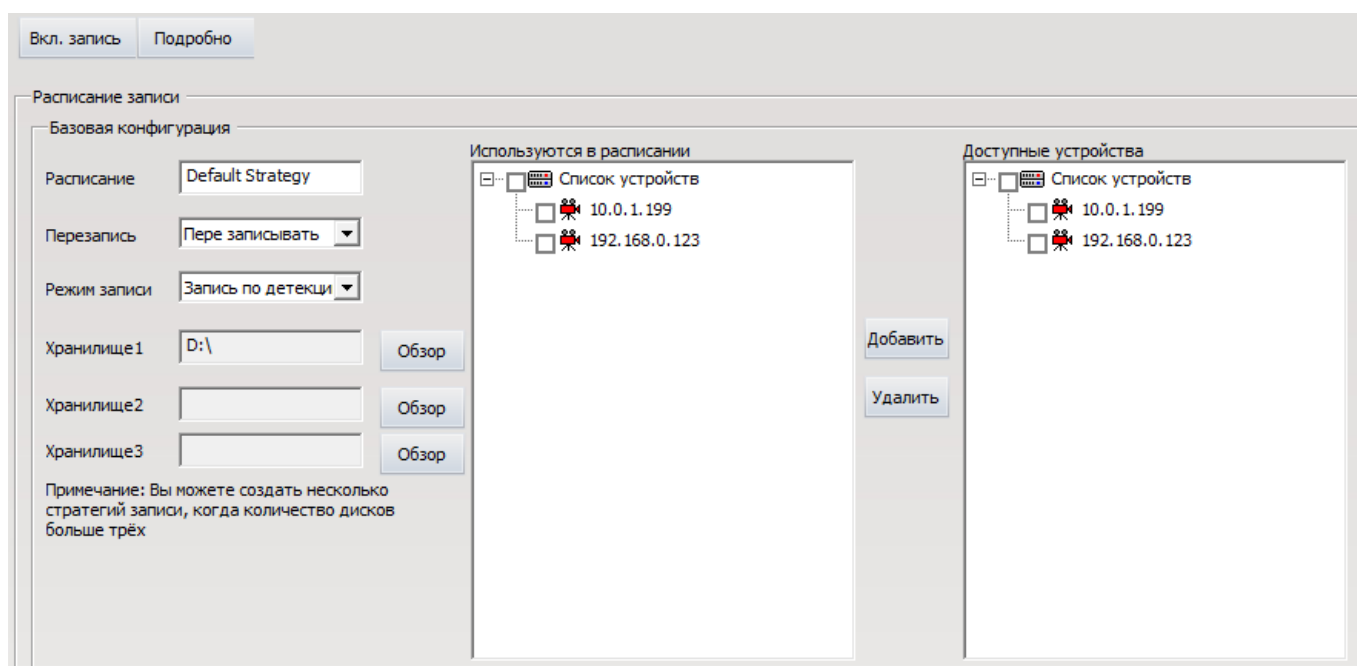 Вкл. запись Подробно
Расписание записи
Базовая конфигурация
Расписание Default Strategy
Перезапись Пере записывать
Режим записи Запись по детекци
Хранилище1 D:\ Обзор
Хранилище2 Обзор
Хранилище3 Обзор
Примечание: Вы можете создать несколько
стратегий записи, когда количество дисков
больше трёх
Используются в расписании
Список устройств
10.0.1.199
192.168.0.123
Добавить
Удалить
Доступные устройства
Список устройств
10.0.1.199
192.168.0.123